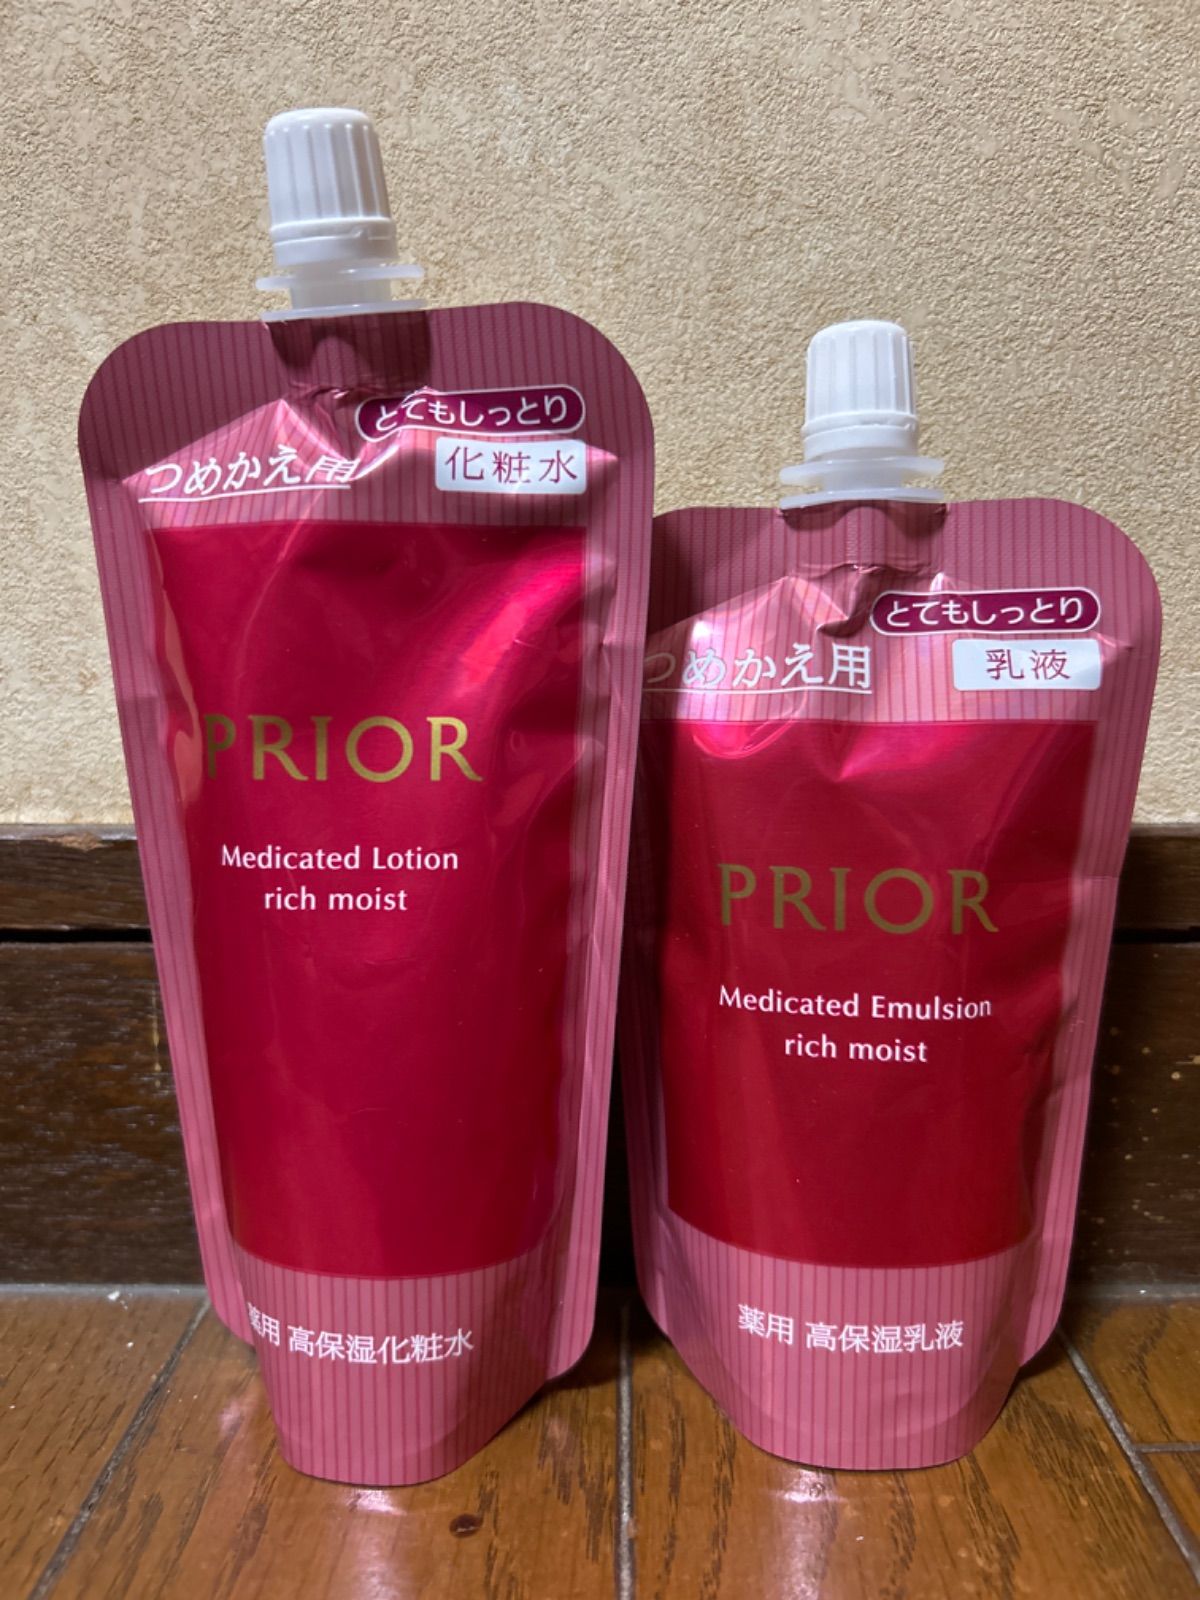 とてもしっとり
つめかえ用
化粧水
PRIOR
Medicated Lotion
rich moist
薬用 高保湿化粧水
とてもしっとり
つめかえ用
乳液
PRIOR
Medicated Emulsion
rich moist
薬用 高保湿乳液